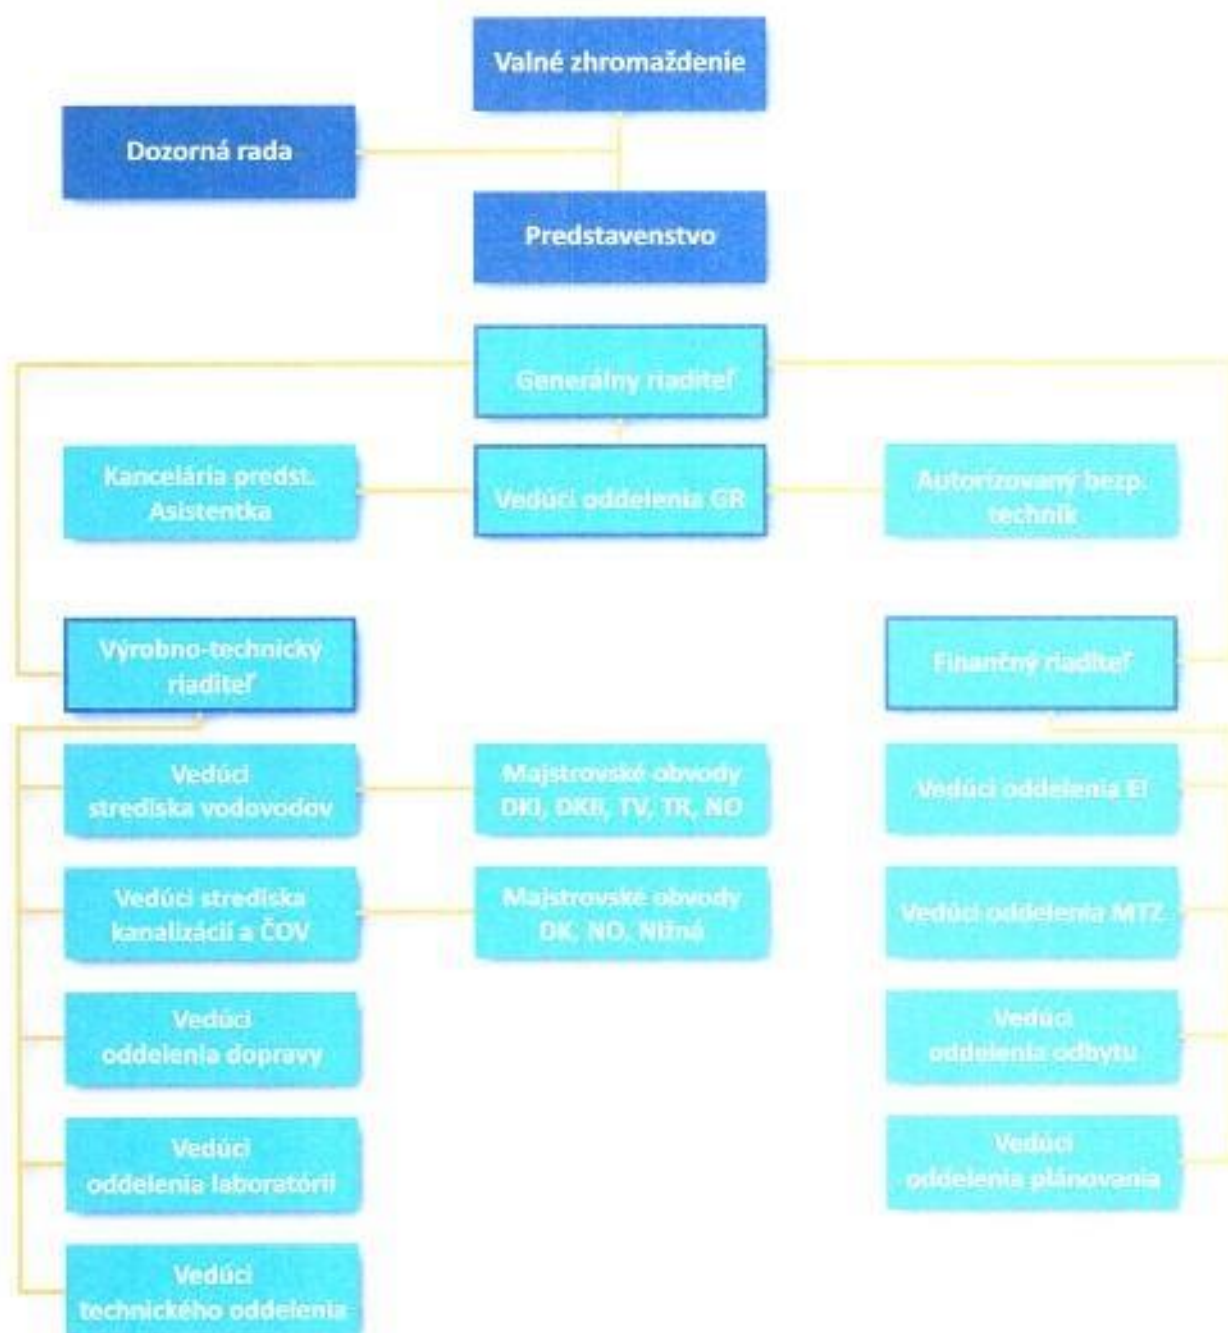 Valné zhromaždenie
Dozorná rada
Predstavenstvo
Generálny riaditeľ
Kancelária predst.
Asistentka
Vedúci oddelenia GR
Autorizovaný bezp.
technik
Výrobno-technický
riaditeľ
Finančný riaditeľ
Vedúci
strediska vodovodov
Majstrovské obvody
DKI, DKII, TV, TR, NO
Vedúci oddelenia EI
Vedúci strediska
kanalizácií a ČOV
Majstrovské obvody
DK, NO, Nižná
Vedúci oddelenia MTZ
Vedúci
oddelenia dopravy
Vedúci
oddelenia odbytu
Vedúci
oddelenia laboratórií
Vedúci
oddelenia plánovania
Vedúci
technického oddelenia